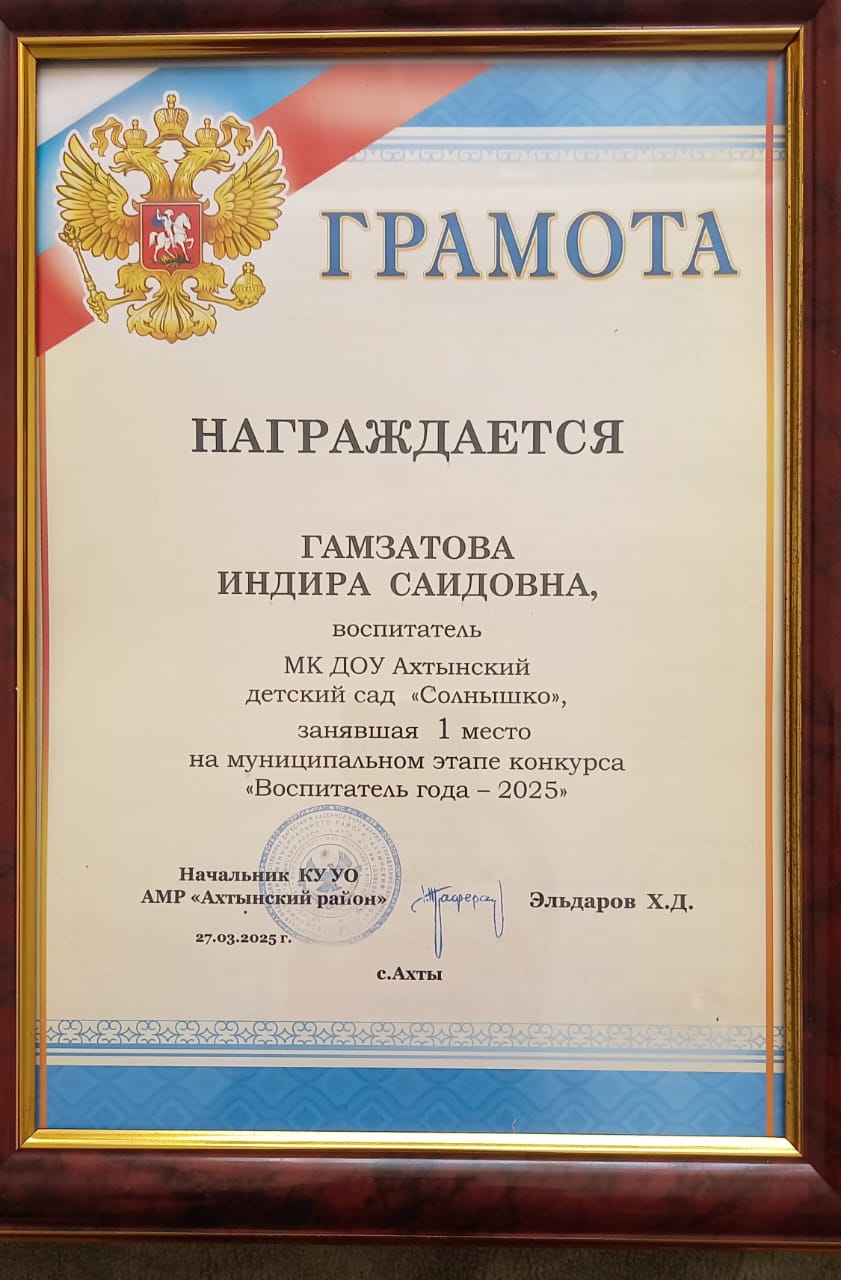 ГРАМОТА
НАГРАЖДАЕТСЯ
ГАМЗАТОВА
ИНДИРА САИДОВНА,
воспитатель
МК ДОУ Ахтынский
детский сад «Солнышко»,
занявшая 1 место
на муниципальном этапе конкурса
«Воспитатель года – 2025»
Начальник КУ УО
АМР «Ахтынский район»
Эльдаров Х.Д.
27.03.2025 г.
с.Ахты